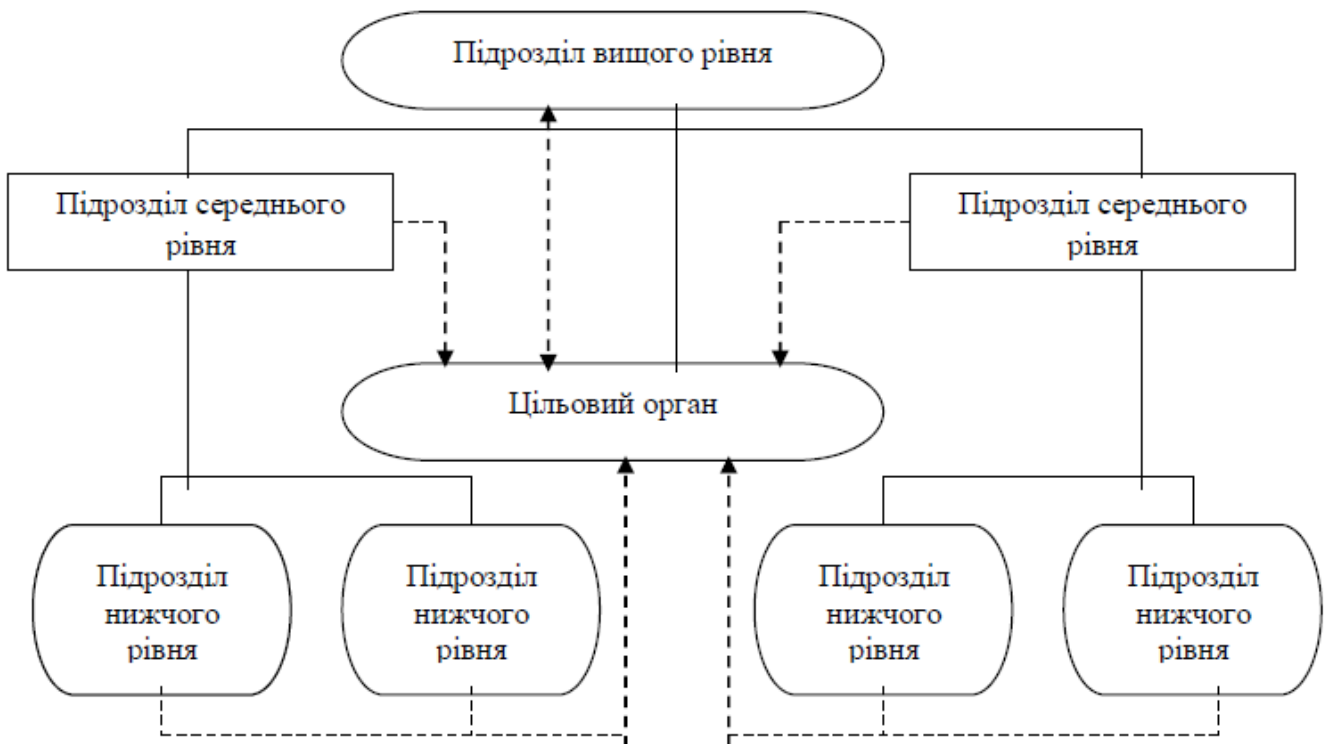 Підрозділ вищого рівня
Підрозділ середнього
рівня
Підрозділ середнього
рівня
Цільовий орган
Підрозділ
нижчого
рівня
Підрозділ
нижчого
рівня
Підрозділ
нижчого
рівня
Підрозділ
нижчого
рівня